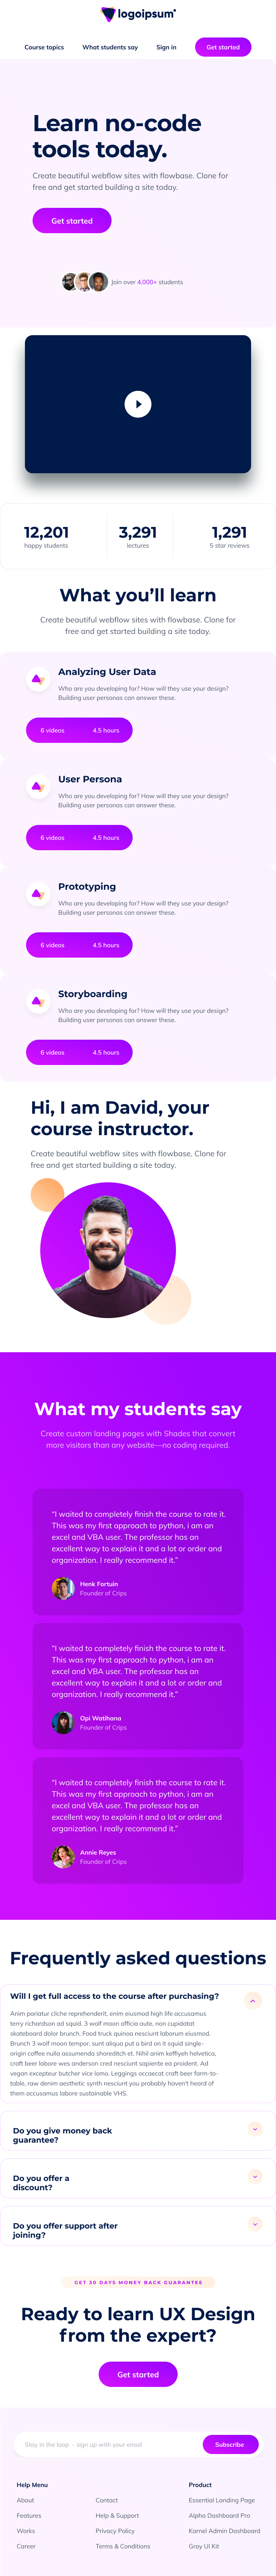 logoipsum
Course topics
What students say
Sign in
Get started
Learn no-code
tools today.
Create beautiful webflow sites with flowbase. Clone for
free and get started building a site today.
Get started
Join over 4,000+ students
12,201
happy students
3,291
lectures
1,291
5 star reviews
What you’ll learn
Create beautiful webflow sites with flowbase. Clone for
free and get started building a site today.
Analyzing User Data
Who are you developing for? How will they use your design?
Building user personas can answer these.
6 videos
4.5 hours
User Persona
Who are you developing for? How will they use your design?
Building user personas can answer these.
6 videos
4.5 hours
Prototyping
Who are you developing for? How will they use your design?
Building user personas can answer these.
6 videos
4.5 hours
Storyboarding
Who are you developing for? How will they use your design?
Building user personas can answer these.
6 videos
4.5 hours
Hi, I am David, your
course instructor.
Create beautiful webflow sites with flowbase. Clone for
free and get started building a site today.
What my students say
Create custom landing pages with Shades that convert
more visitors than any website—no coding required.
“I waited to completely finish the course to rate it.
This was my first approach to python, i am an
excel and VBA user. The professor has an
excellent way to explain it and a lot or order and
organization. I really recommend it.”
Henk Fortuin
Founder of Crips
“I waited to completely finish the course to rate it.
This was my first approach to python, i am an
excel and VBA user. The professor has an
excellent way to explain it and a lot or order and
organization. I really recommend it.”
Opi Watihana
Founder of Crips
“I waited to completely finish the course to rate it.
This was my first approach to python, i am an
excel and VBA user. The professor has an
excellent way to explain it and a lot or order and
organization. I really recommend it.”
Annie Reyes
Founder of Crips
Frequently asked questions
Will I get full access to the course after purchasing?
Anim pariatur cliche reprehenderit, enim eiusmod high life accusamus
terry richardson ad squid. 3 wolf moon officia aute, non cupidatat
skateboard dolor brunch. Food truck quinoa nesciunt laborum eiusmod.
Brunch 3 wolf moon tempor, sunt aliqua put a bird on it squid single-
origin coffee nulla assumenda shoreditch et. Nihil anim keffiyeh helvetica,
craft beer labore wes anderson cred nesciunt sapiente ea proident. Ad
vegan excepteur butcher vice lomo. Leggings occaecat craft beer farm-to-
table, raw denim aesthetic synth nesciunt you probably haven't heard of
them accusamus labore sustainable VHS.
Do you give money back
guarantee?
Do you offer a
discount?
Do you offer support after
joining?
GET 30 DAYS MONEY BACK GUARANTEE
Ready to learn UX Design
from the expert?
Get started
Stay in the loop - sign up with your email
Subscribe
Help Menu
About
Features
Works
Career
Contact
Help & Support
Privacy Policy
Terms & Conditions
Product
Essential Landing Page
Alpha Dashboard Pro
Karnel Admin Dashboard
Gray UI Kit